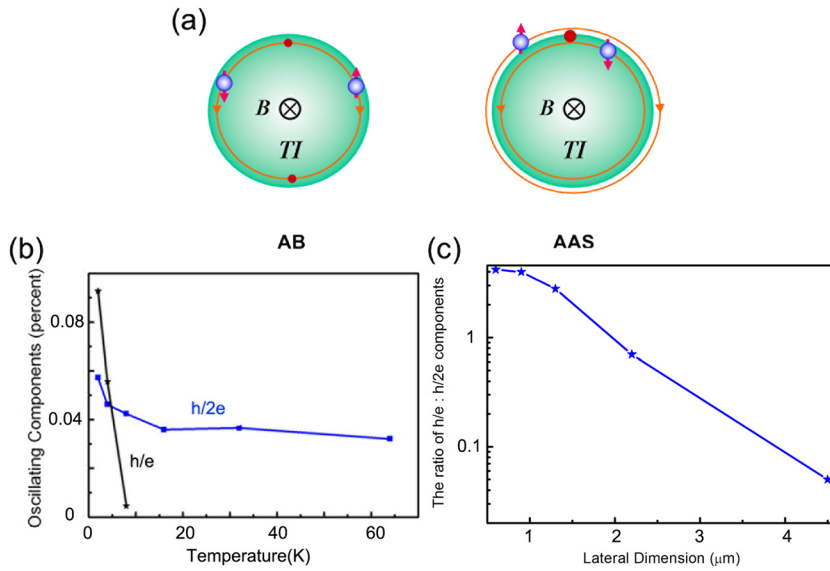 (a)
B
TI
B
TI
(b)
AB
AAS
(c)
Oscillating Components (percent)
0.08
0.04
0
h/2e
h/e
0
20
40
60
Temperature(K)
The ratio of h/e : h/2e components
1
0.1
1
2
3
4
Lateral Dimension (μm)